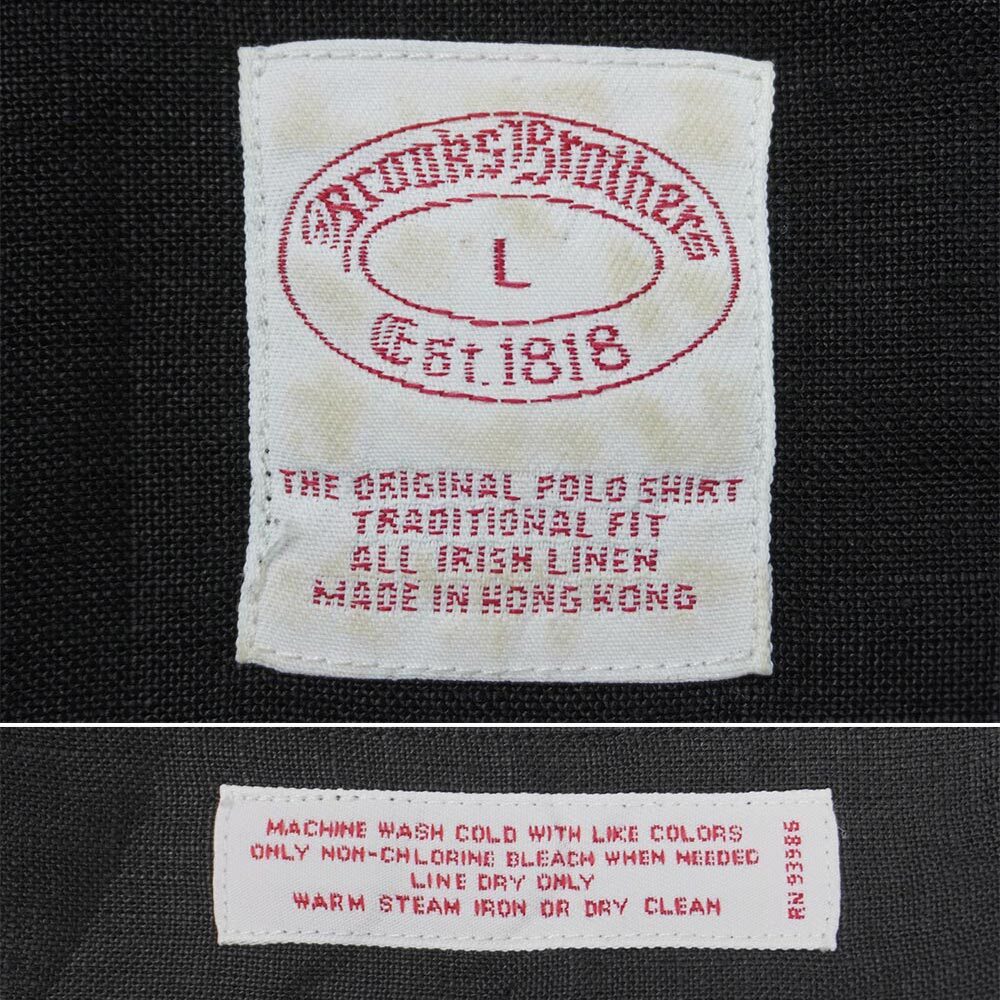 Brooks Brothers
L
Est. 1818
THE ORIGINAL POLO SHIRT
TRADITIONAL FIT
ALL IRISH LINEN
MADE IN HONG KONG
MACHINE WASH COLD WITH LIKE COLORS
ONLY NON-CHLORINE BLEACH WHEN NEEDED
LINE DRY ONLY
WARM STEAM IRON OR DRY CLEAN
RN 93985